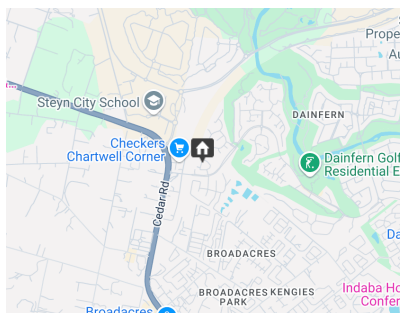 S
Prope
Au
Steyn City School
DAINFERN
Checkers
Chartwell Corner
Dainfern Golf
Residential E
Cedar Rd
Da
BROADACRES
Indaba Ho
Confer
BROADACRES KENGIES
PARK
Broadacres